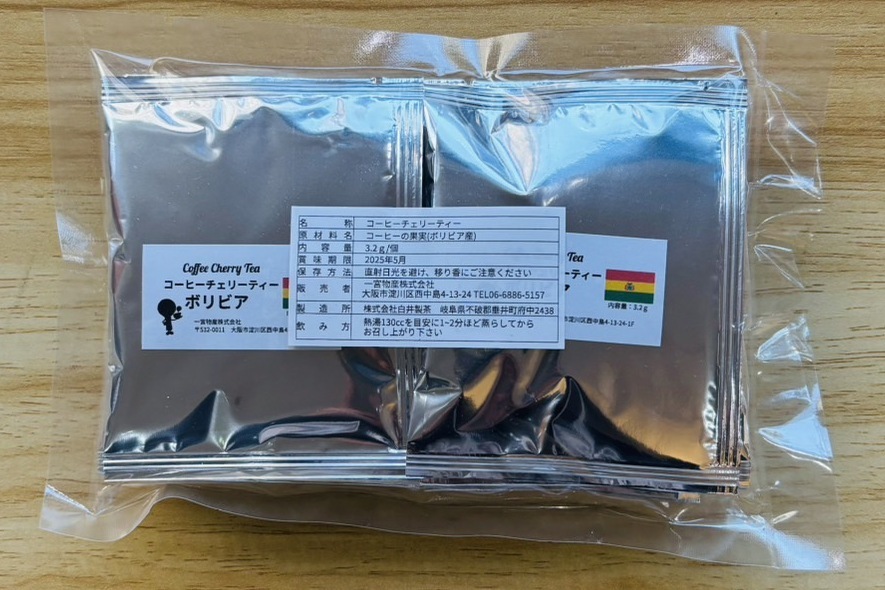 Coffee Cherry Tea
コーヒーチェリーティー
ボリビア
一宮物産株式会社
〒532-0011 大阪市淀川区西中島4
名称 コーヒーチェリーティー
原材料名 コーヒーの果実(ボリビア産)
内容量 3.2g/個
賞味期限 2025年5月
保存方法 直射日光を避け、移り香にご注意ください
販売者 一宮物産株式会社
大阪市淀川区西中島4-13-24 TEL06-6886-5157
製造所 株式会社白井製茶 岐阜県不破郡垂井町府中2438
飲み方 熱湯130ccを目安に1~2分ほど蒸らしてから
お召し上がり下さい
Tea
ェリーティー
内容量:3.2g
市淀川区西中島4-13-24-1F